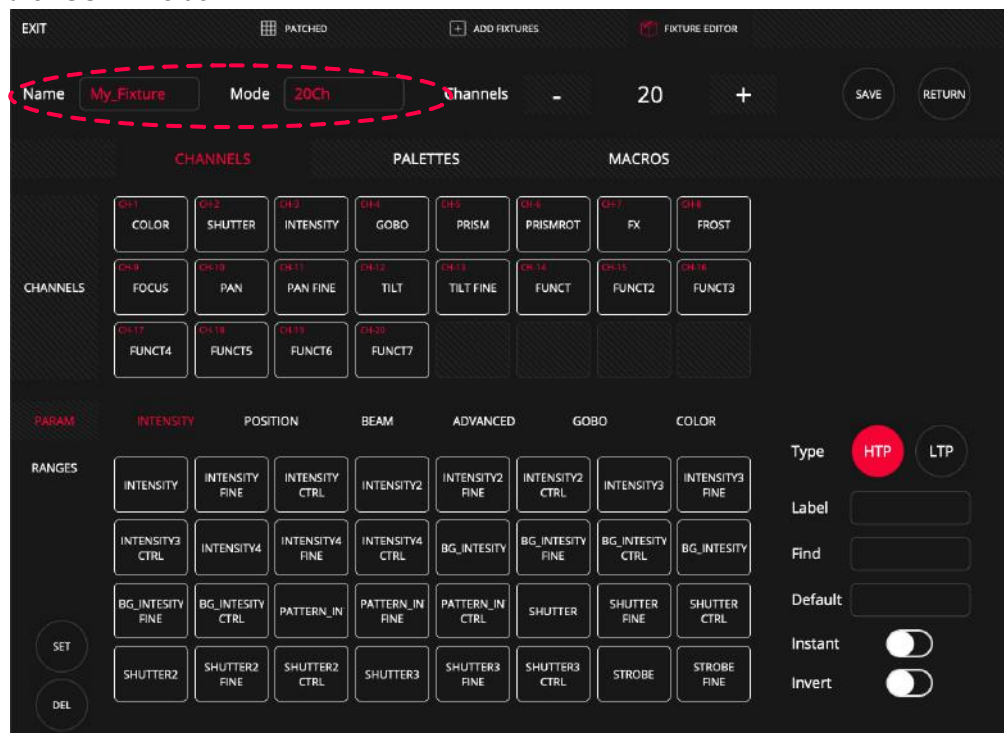 EXIT PATCHED ADD FIXTURES FIXTURE EDITOR
Name My_Fixture Mode 20Ch Channels - 20 + SAVE RETURN
CHANNELS PALETTES MACROS
CH-1 CH-2 CH-3 CH-4 CH-5 CH-6 CH-7 CH-8
COLOR SHUTTER INTENSITY GOBO PRISM PRISMROT FX FROST
CH-9 CH-10 CH-11 CH-12 CH-13 CH-14 CH-15 CH-16
CHANNELS FOCUS PAN PAN FINE TILT TILT FINE FUNCT FUNCT2 FUNCT3
CH-17 CH-18 CH-19 CH-20
FUNCT4 FUNCT5 FUNCT6 FUNCT7
PARAM INTENSITY POSITION BEAM ADVANCED GOBO COLOR
Type HTP LTP
RANGES
INTENSITY INTENSITY FINE INTENSITY CTRL INTENSITY2 INTENSITY2 FINE INTENSITY2 CTRL INTENSITY3 INTENSITY3 FINE
Label
INTENSITY3 CTRL INTENSITY4 INTENSITY4 FINE INTENSITY4 CTRL BG_INTESITY BG_INTESITY FINE BG_INTESITY CTRL BG_INTESITY
Find
BG_INTESITY FINE BG_INTESITY CTRL PATTERN_IN PATTERN_IN FINE PATTERN_IN CTRL SHUTTER SHUTTER FINE SHUTTER CTRL
Default
SET
Instant
SHUTTER2 SHUTTER2 FINE SHUTTER2 CTRL SHUTTER3 SHUTTER3 FINE SHUTTER3 CTRL STROBE STROBE FINE
Invert
DEL